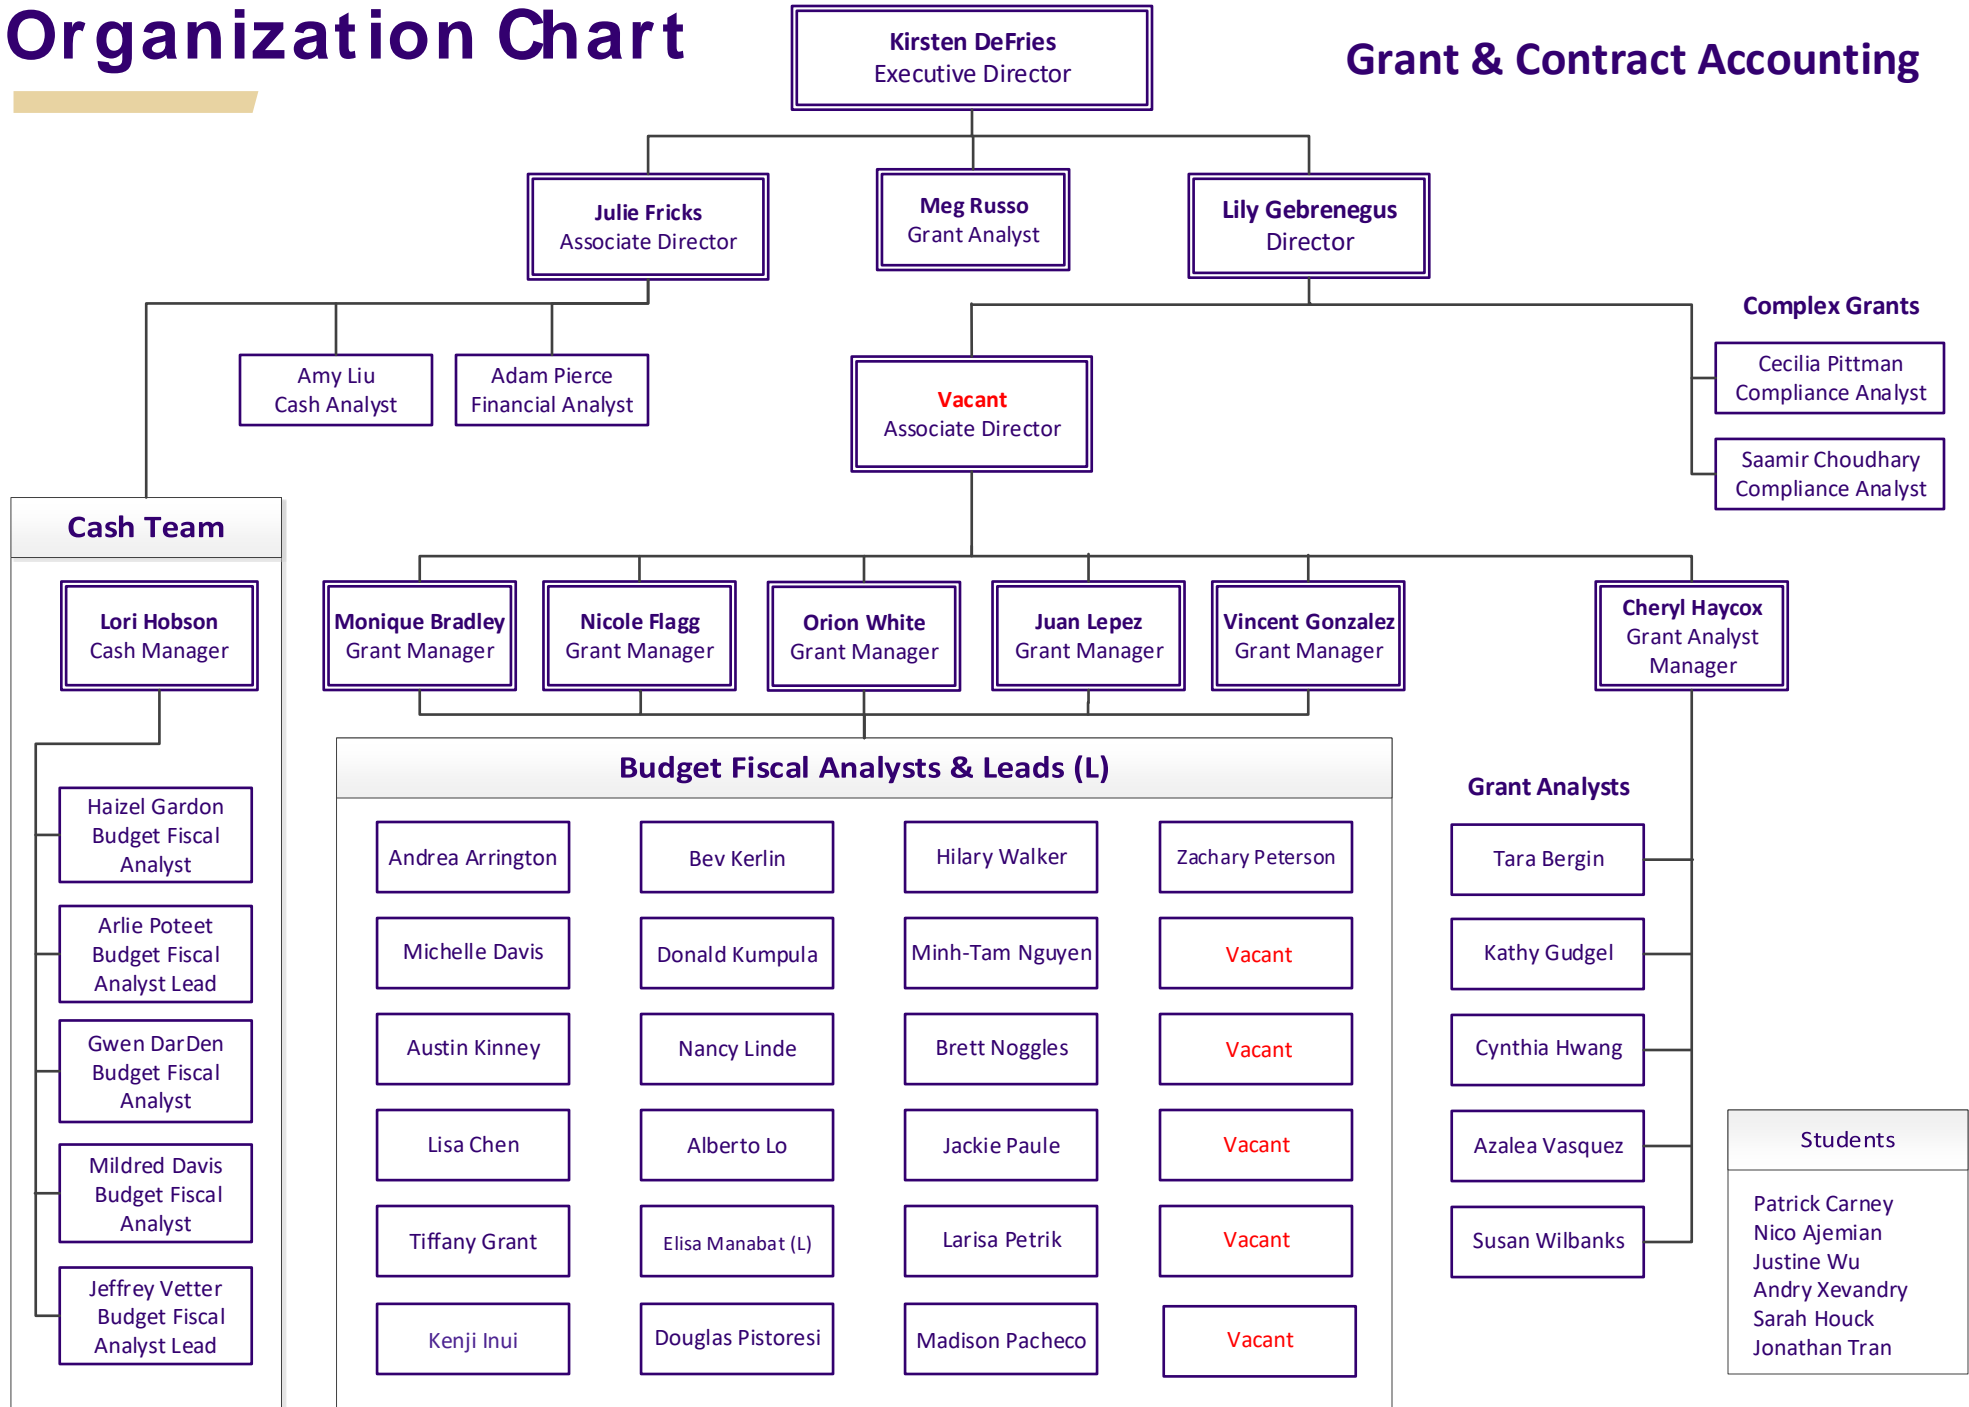 Organization Chart
Grant & Contract Accounting
Kirsten DeFries
Executive Director
Julie Fricks
Associate Director
Meg Russo
Grant Analyst
Lily Gebrenegus
Director
Amy Liu
Cash Analyst
Adam Pierce
Financial Analyst
Vacant
Associate Director
Complex Grants
Cecilia Pittman
Compliance Analyst
Saamir Choudhary
Compliance Analyst
Cash Team
Lori Hobson
Cash Manager
Haizel Gardon
Budget Fiscal
Analyst
Arlie Poteet
Budget Fiscal
Analyst Lead
Gwen DarDen
Budget Fiscal
Analyst
Mildred Davis
Budget Fiscal
Analyst
Jeffrey Vetter
Budget Fiscal
Analyst Lead
Monique Bradley
Grant Manager
Nicole Flagg
Grant Manager
Orion White
Grant Manager
Juan Lepez
Grant Manager
Vincent Gonzalez
Grant Manager
Cheryl Haycox
Grant Analyst
Manager
Budget Fiscal Analysts & Leads (L)
Andrea Arrington
Bev Kerlin
Hilary Walker
Zachary Peterson
Michelle Davis
Donald Kumpula
Minh-Tam Nguyen
Vacant
Austin Kinney
Nancy Linde
Brett Noggles
Vacant
Lisa Chen
Alberto Lo
Jackie Paule
Vacant
Tiffany Grant
Elisa Manabat (L)
Larisa Petrik
Vacant
Kenji Inui
Douglas Pistoresi
Madison Pacheco
Vacant
Grant Analysts
Tara Bergin
Kathy Gudgel
Cynthia Hwang
Azalea Vasquez
Susan Wilbanks
Students
Patrick Carney
Nico Ajemian
Justine Wu
Andry Xevandry
Sarah Houck
Jonathan Tran